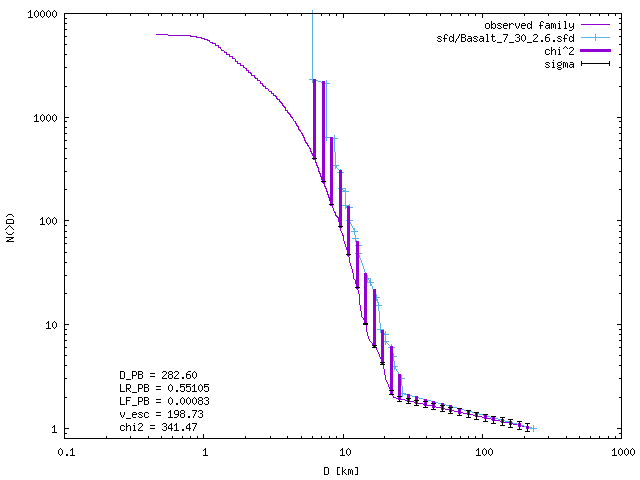 10000
1000
100
10
1
N(>D)
observed family
sfd/Basalt_7_30_2.6.sfd
chi^2
sigma
D_PB = 282.60
LR_PB = 0.55105
LF_PB = 0.00083
v_esc = 198.73
chi2 = 341.47
0.1 1 10 100 1000
D [km]